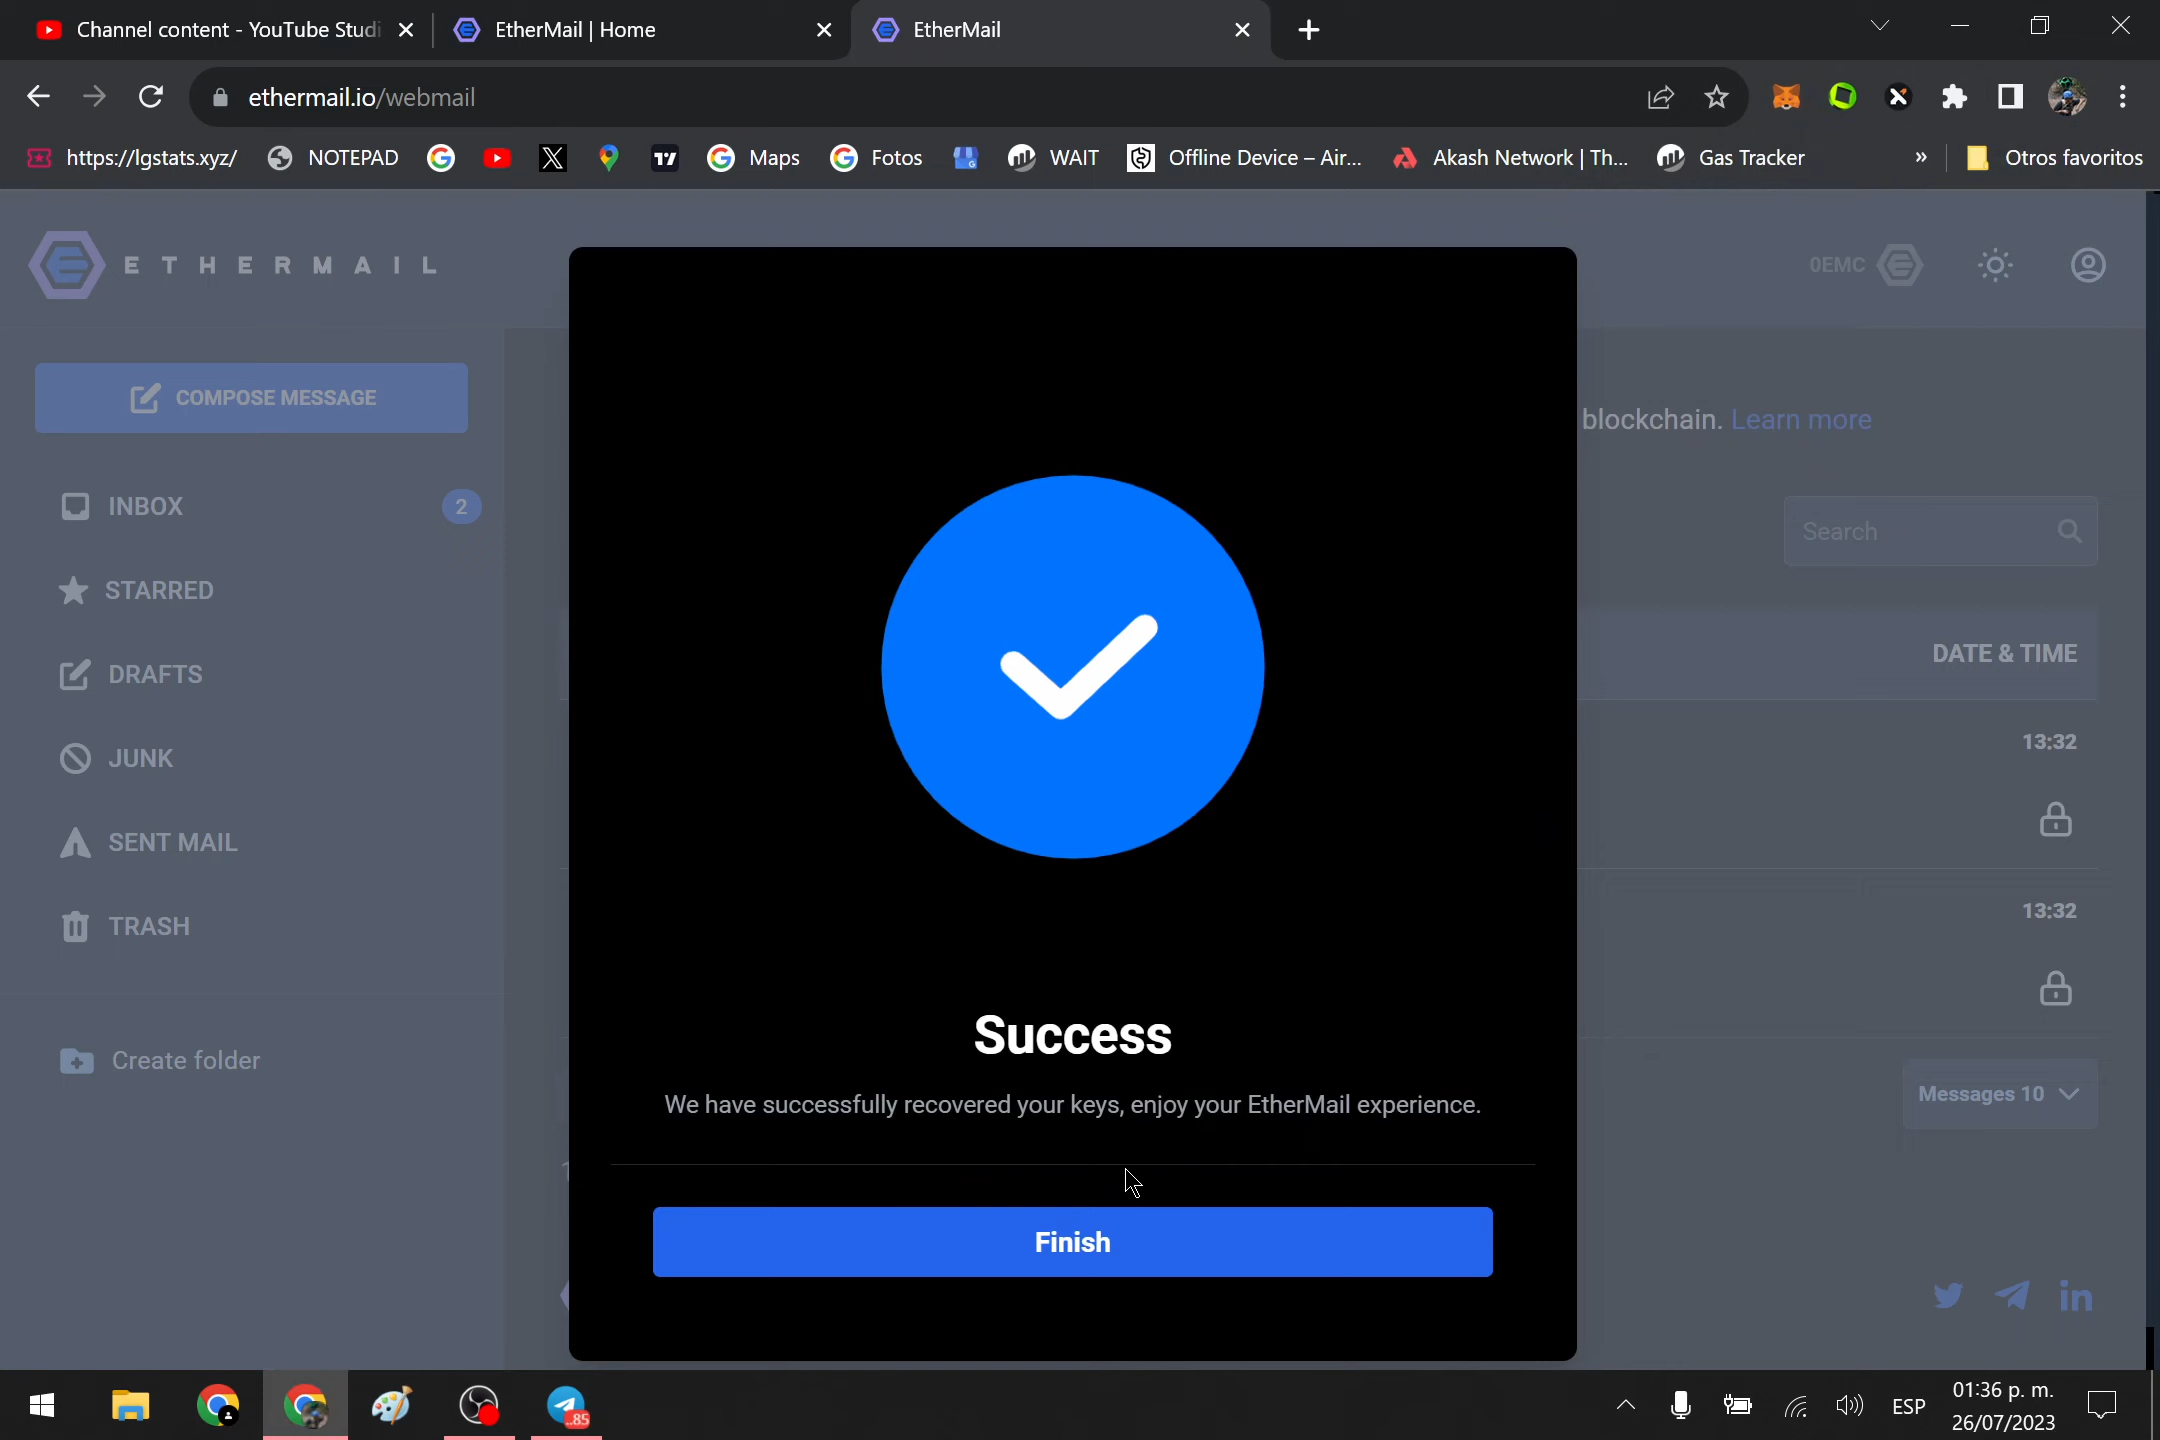 Channel content - YouTube Studi
EtherMail | Home
EtherMail
ethermail.io/webmail
https://lgstats.xyz/
NOTEPAD
Maps
Fotos
WAIT
Offline Device – Air...
Akash Network | Th...
Gas Tracker
»
Otros favoritos
ETHERMAIL
0EMC
COMPOSE MESSAGE
blockchain. Learn more
INBOX
2
Search
STARRED
DATE & TIME
DRAFTS
13:32
JUNK
SENT MAIL
13:32
TRASH
Success
Create folder
Messages 10
We have successfully recovered your keys, enjoy your EtherMail experience.
Finish
..85
ESP
01:36 p. m.
26/07/2023